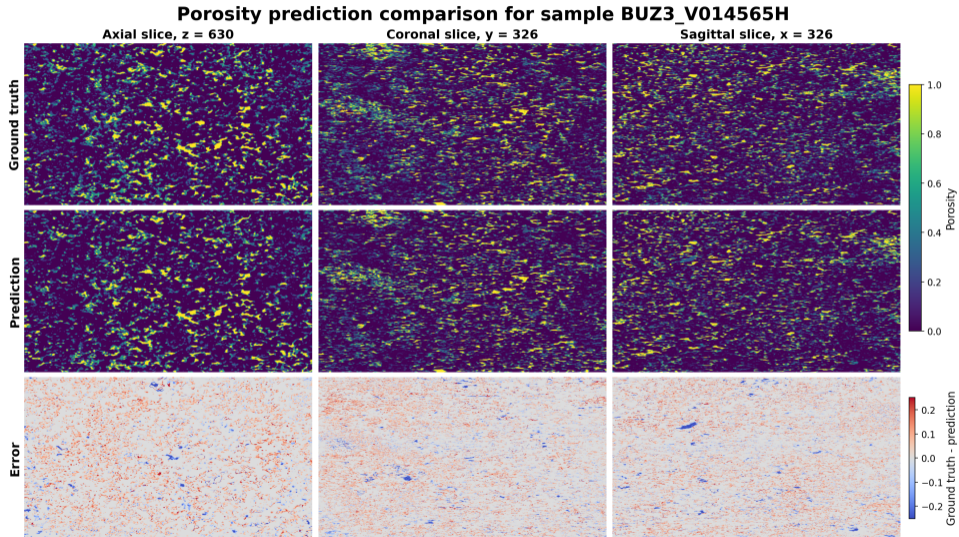 Porosity prediction comparison for sample BUZ3_V014565H
Axial slice, z = 630
Coronal slice, y = 326
Sagittal slice, x = 326
Ground truth
Prediction
Error
1.0
0.8
0.6
0.4
0.2
0.0
Porosity
0.2
0.1
0.0
−0.1
−0.2
Ground truth - prediction